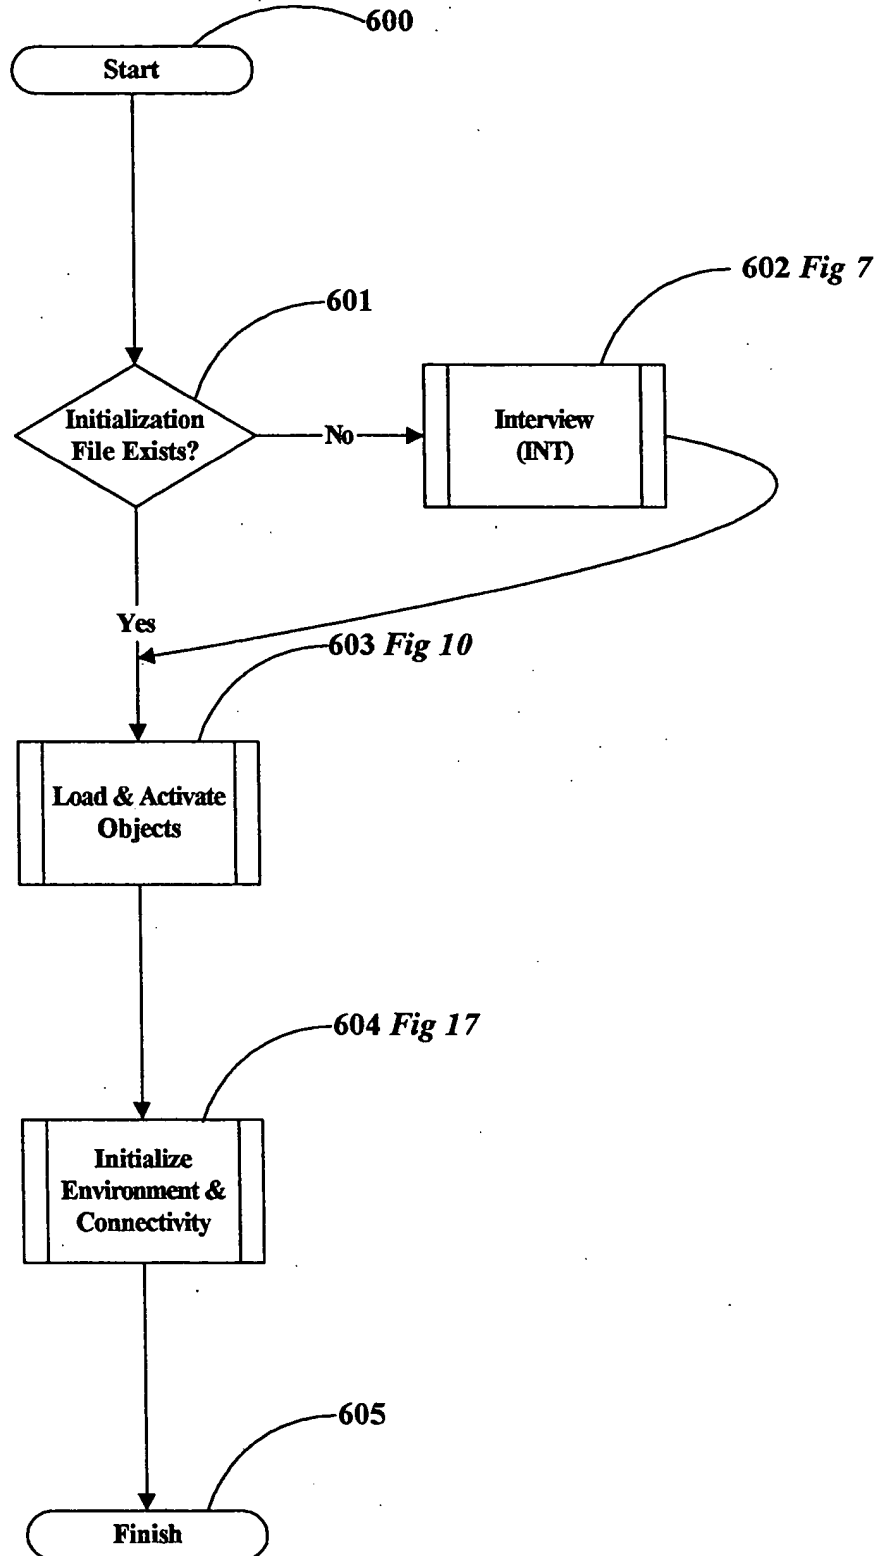 600
Start
601
602 Fig 7
Initialization
File Exists?
No
Interview
(INT)
Yes
603 Fig 10
Load & Activate
Objects
604 Fig 17
Initialize
Environment &
Connectivity
605
Finish